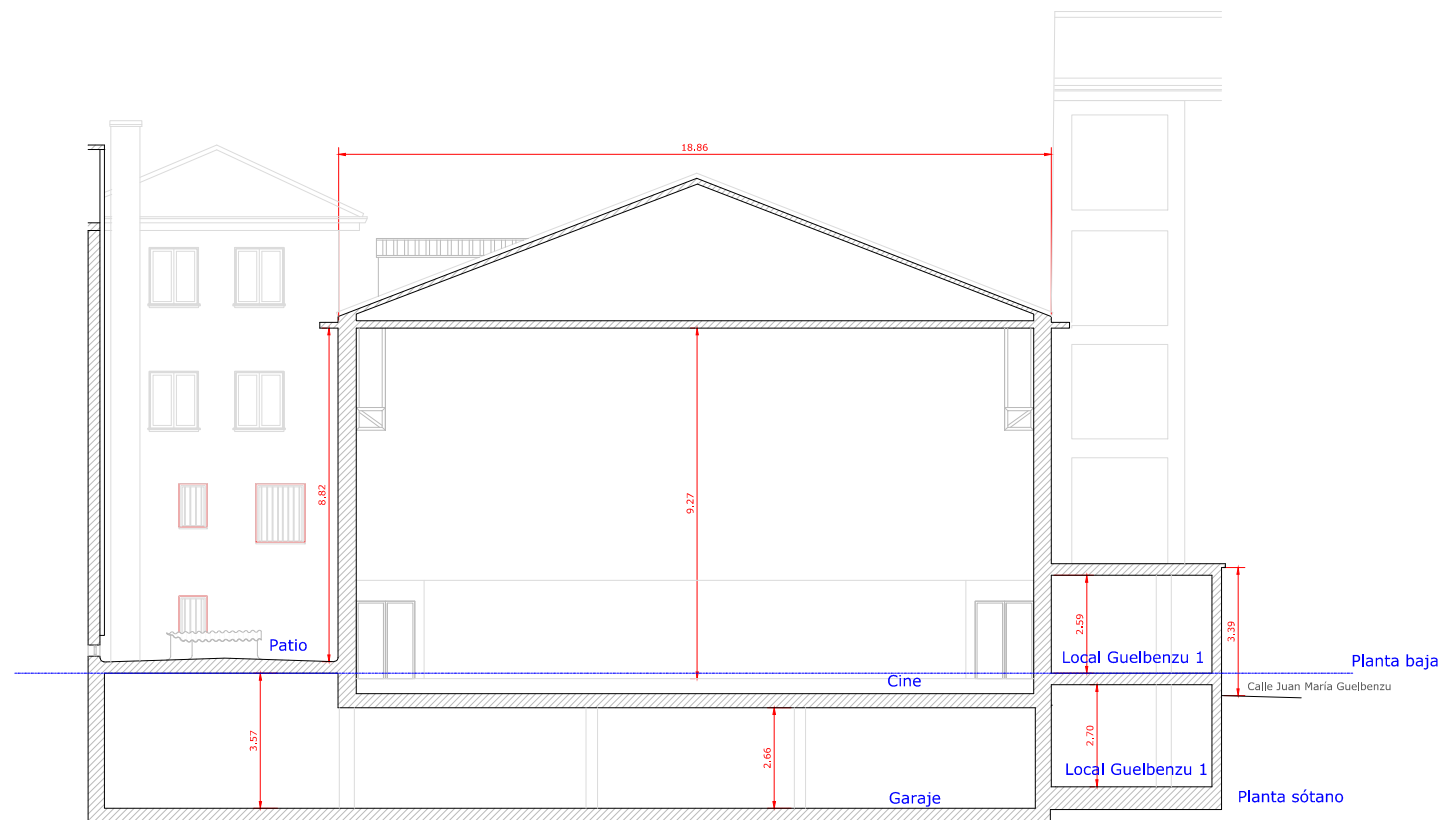 18.86
8.82
9.27
2.59
3.39
Patio
Local Guelbenzu 1
Planta baja
Cine
Calle Juan María Guelbenzu
3.57
2.66
2.70
Local Guelbenzu 1
Garaje
Planta sótano